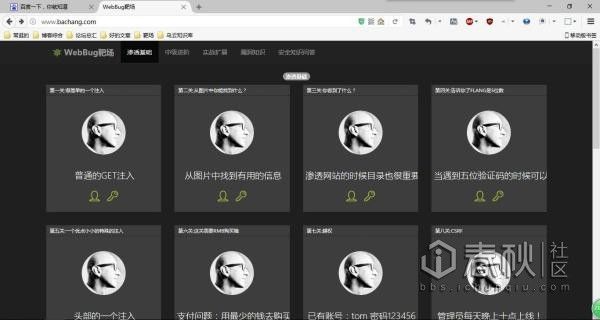 百度一下，你就知道
WebBug靶场
www.bachang.com
常逛的
博客综合
论坛总汇
好的文章
靶场
乌云知识库
移动版书签
WebBug靶场
渗透基础
中级进阶
实战扩展
漏洞知识
安全知识问答
渗透基础
第一关:很简单的一个注入
第二关:从图片中你能找到什么？
第三关:你看到了什么？
第四关:告诉你了FLANG是5位数
普通的GET注入
从图片中找到有用的信息
渗透网站的时候目录也很重要
当遇到五位验证码的时候可以
第五关:一个优点小小的特殊的注入
第六关:这关需要RMB购买哦
第七关:越权
第八关:CSRF
头部的一个注入
支付问题：用最少的钱去购买
已有账号：tom 密码123456
管理员每天晚上十点上线！
i春秋
社区
bbs.ichunqiu.com